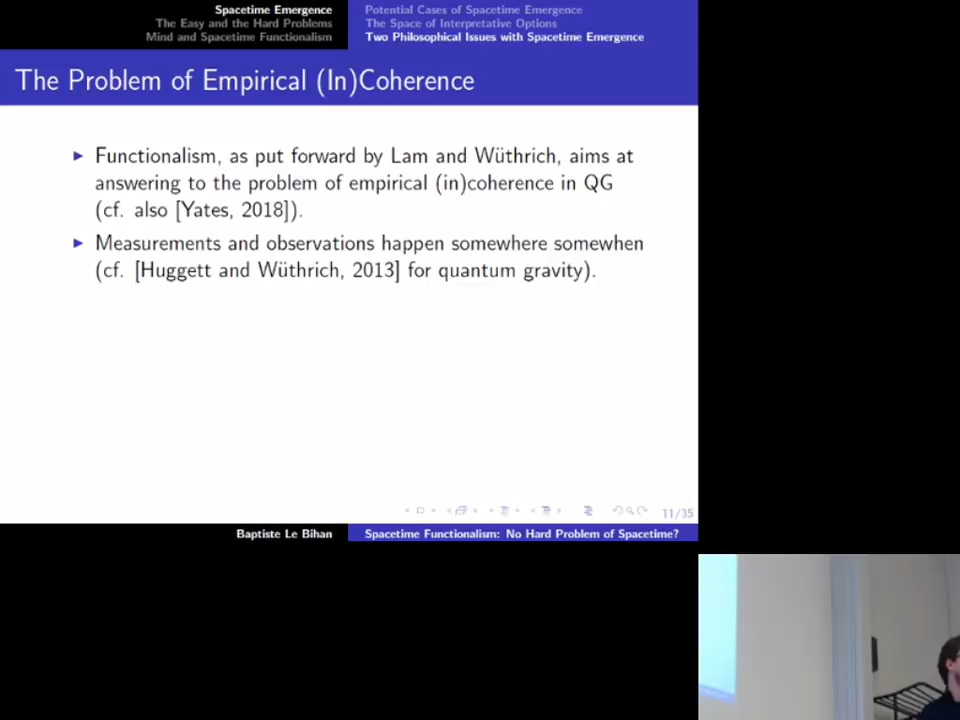 Spacetime Emergence
The Easy and the Hard Problems
Mind and Spacetime Functionalism
Potential Cases of Spacetime Emergence
The Space of Interpretative Options
Two Philosophical Issues with Spacetime Emergence
The Problem of Empirical (In)Coherence
Functionalism, as put forward by Lam and Wüthrich, aims at
answering to the problem of empirical (in)coherence in QG
(cf. also [Yates, 2018]).
Measurements and observations happen somewhere somewhen
(cf. [Huggett and Wüthrich, 2013] for quantum gravity).
11/35
Baptiste Le Bihan
Spacetime Functionalism: No Hard Problem of Spacetime?